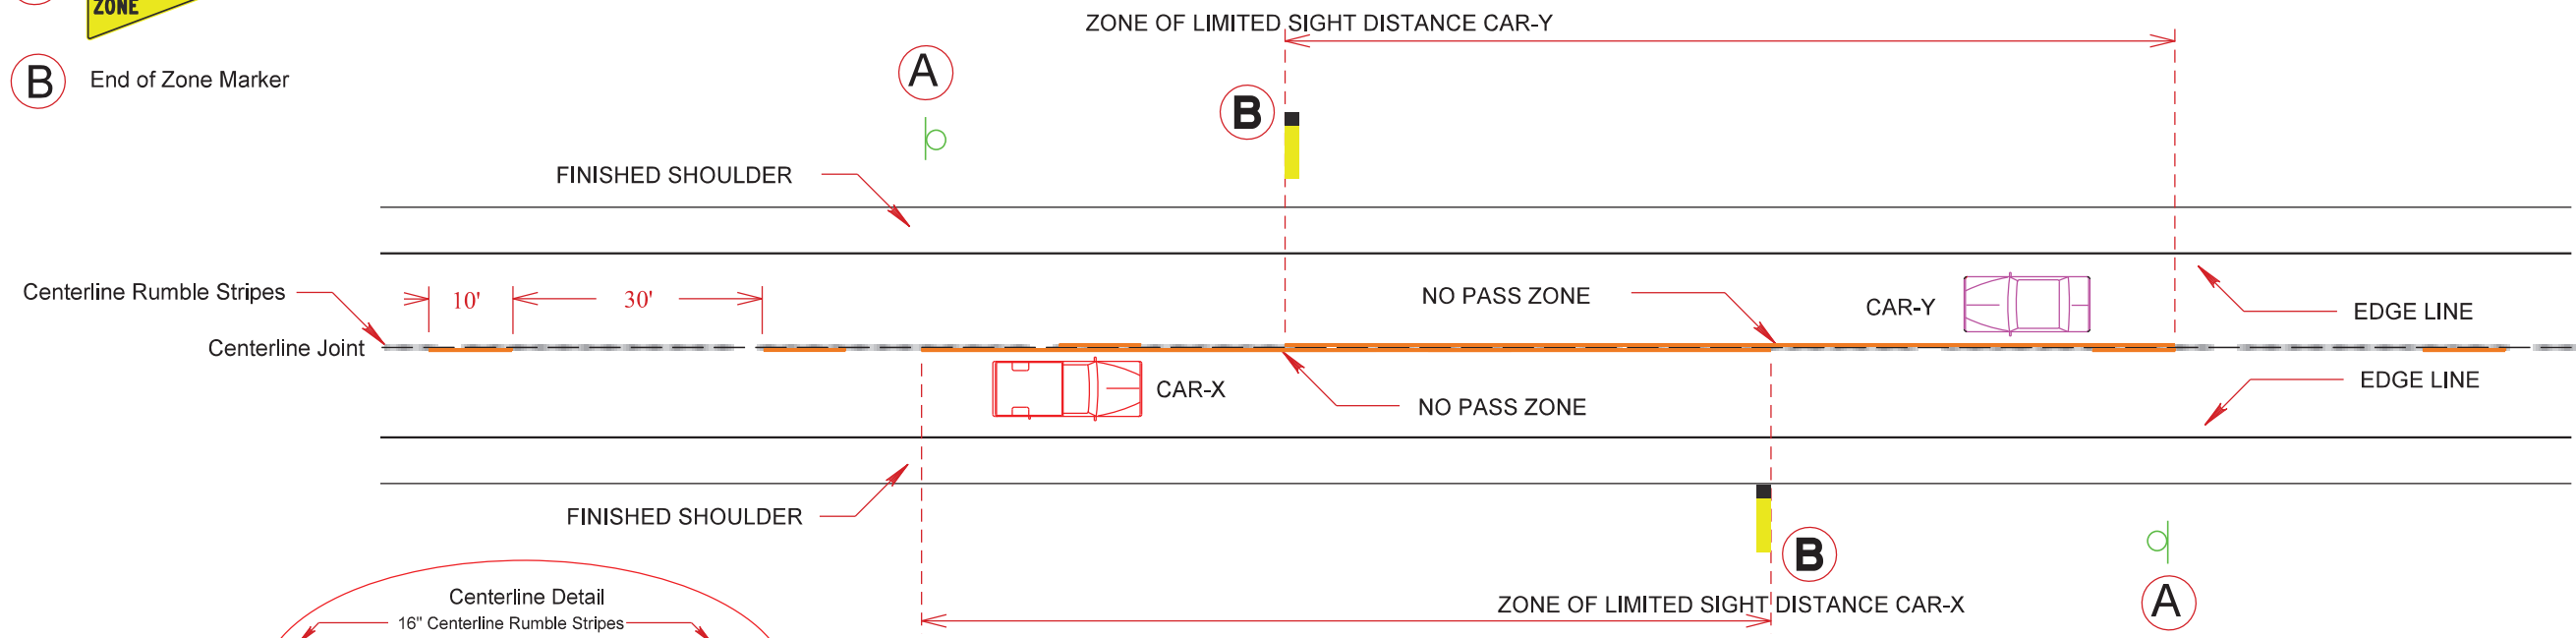 ZONE
B End of Zone Marker
ZONE OF LIMITED SIGHT DISTANCE CAR-Y
A
B
FINISHED SHOULDER
Centerline Rumble Stripes
10'
30'
NO PASS ZONE
CAR-Y
EDGE LINE
Centerline Joint
CAR-X
NO PASS ZONE
EDGE LINE
FINISHED SHOULDER
B
ZONE OF LIMITED SIGHT DISTANCE CAR-X
A
Centerline Detail
16" Centerline Rumble Stripes